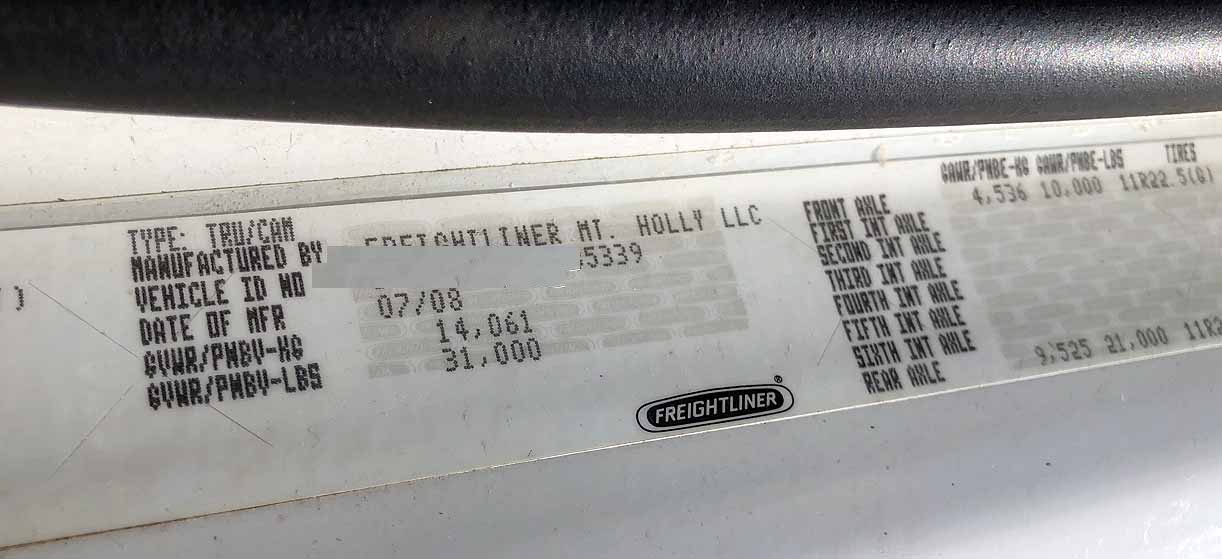 TYPE: TRU/CAM
MANUFACTURED BY FREIGHTLINER MT. HOLLY LLC
VEHICLE ID NO 5339
DATE OF MFR 07/08
GVWR/PNBV-KG 14,061
GVWR/PNBV-LBS 31,000
FREIGHTLINER®
GAWR/PNBE-KG GAWR/PNBE-LBS TIRES
FRONT AXLE 4,536 10,000 11R22.5(G)
FIRST INT AXLE
SECOND INT AXLE
THIRD INT AXLE
FOURTH INT AXLE
FIFTH INT AXLE
SIXTH INT AXLE
REAR AXLE 9,525 21,000 11R2